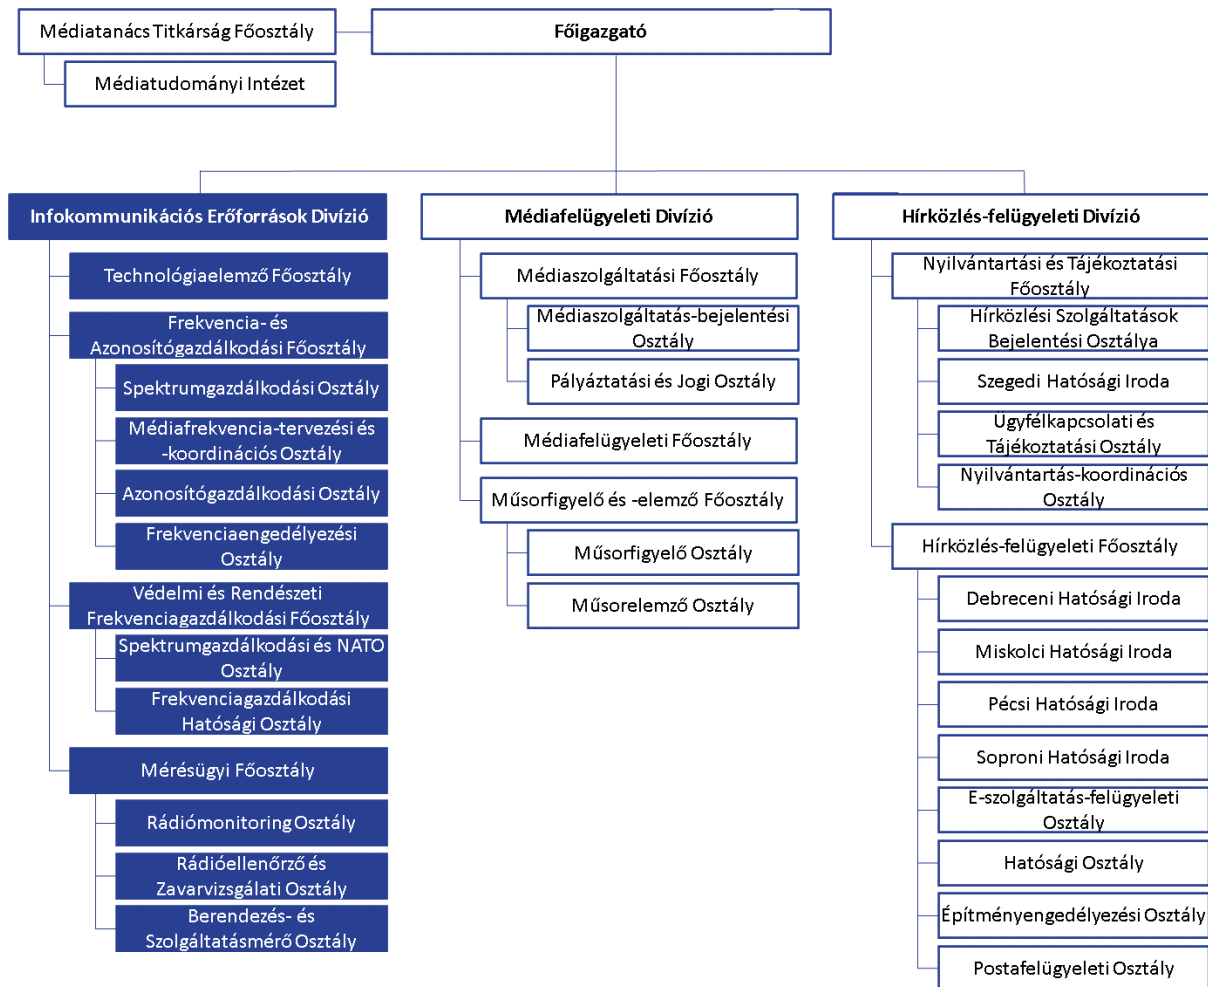 Médiatanács Titkárság Főosztály
Főigazgató
Médiatudományi Intézet
Infokommunikációs Erőforrások Divízió
Technológiaelemző Főosztály
Frekvencia- és
Azonosítógazdálkodási Főosztály
Spektrumgazdálkodási Osztály
Médiafrekvencia-tervezési és
-koordinációs Osztály
Azonosítógazdálkodási Osztály
Frekvenciaengedélyezési
Osztály
Védelmi és Rendészeti
Frekvenciagazdálkodási Főosztály
Spektrumgazdálkodási és NATO
Osztály
Frekvenciagazdálkodási
Hatósági Osztály
Mérésügyi Főosztály
Rádiómonitoring Osztály
Rádióellenőrző és
Zavarvizsgálati Osztály
Berendezés- és
Szolgáltatásmérő Osztály
Médiafelügyeleti Divízió
Médiaszolgáltatási Főosztály
Médiaszolgáltatás-bejelentési
Osztály
Pályáztatási és Jogi Osztály
Médiafelügyeleti Főosztály
Műsorfigyelő és -elemző Főosztály
Műsorfigyelő Osztály
Műsorelemző Osztály
Hírközlés-felügyeleti Divízió
Nyilvántartási és Tájékoztatási
Főosztály
Hírközlési Szolgáltatások
Bejelentési Osztálya
Szegedi Hatósági Iroda
Ügyfélkapcsolati és
Tájékoztatási Osztály
Nyilvántartás-koordinációs
Osztály
Hírközlés-felügyeleti Főosztály
Debreceni Hatósági Iroda
Miskolci Hatósági Iroda
Pécsi Hatósági Iroda
Soproni Hatósági Iroda
E-szolgáltatás-felügyeleti
Osztály
Hatósági Osztály
Építményengedélyezési Osztály
Postafelügyeleti Osztály